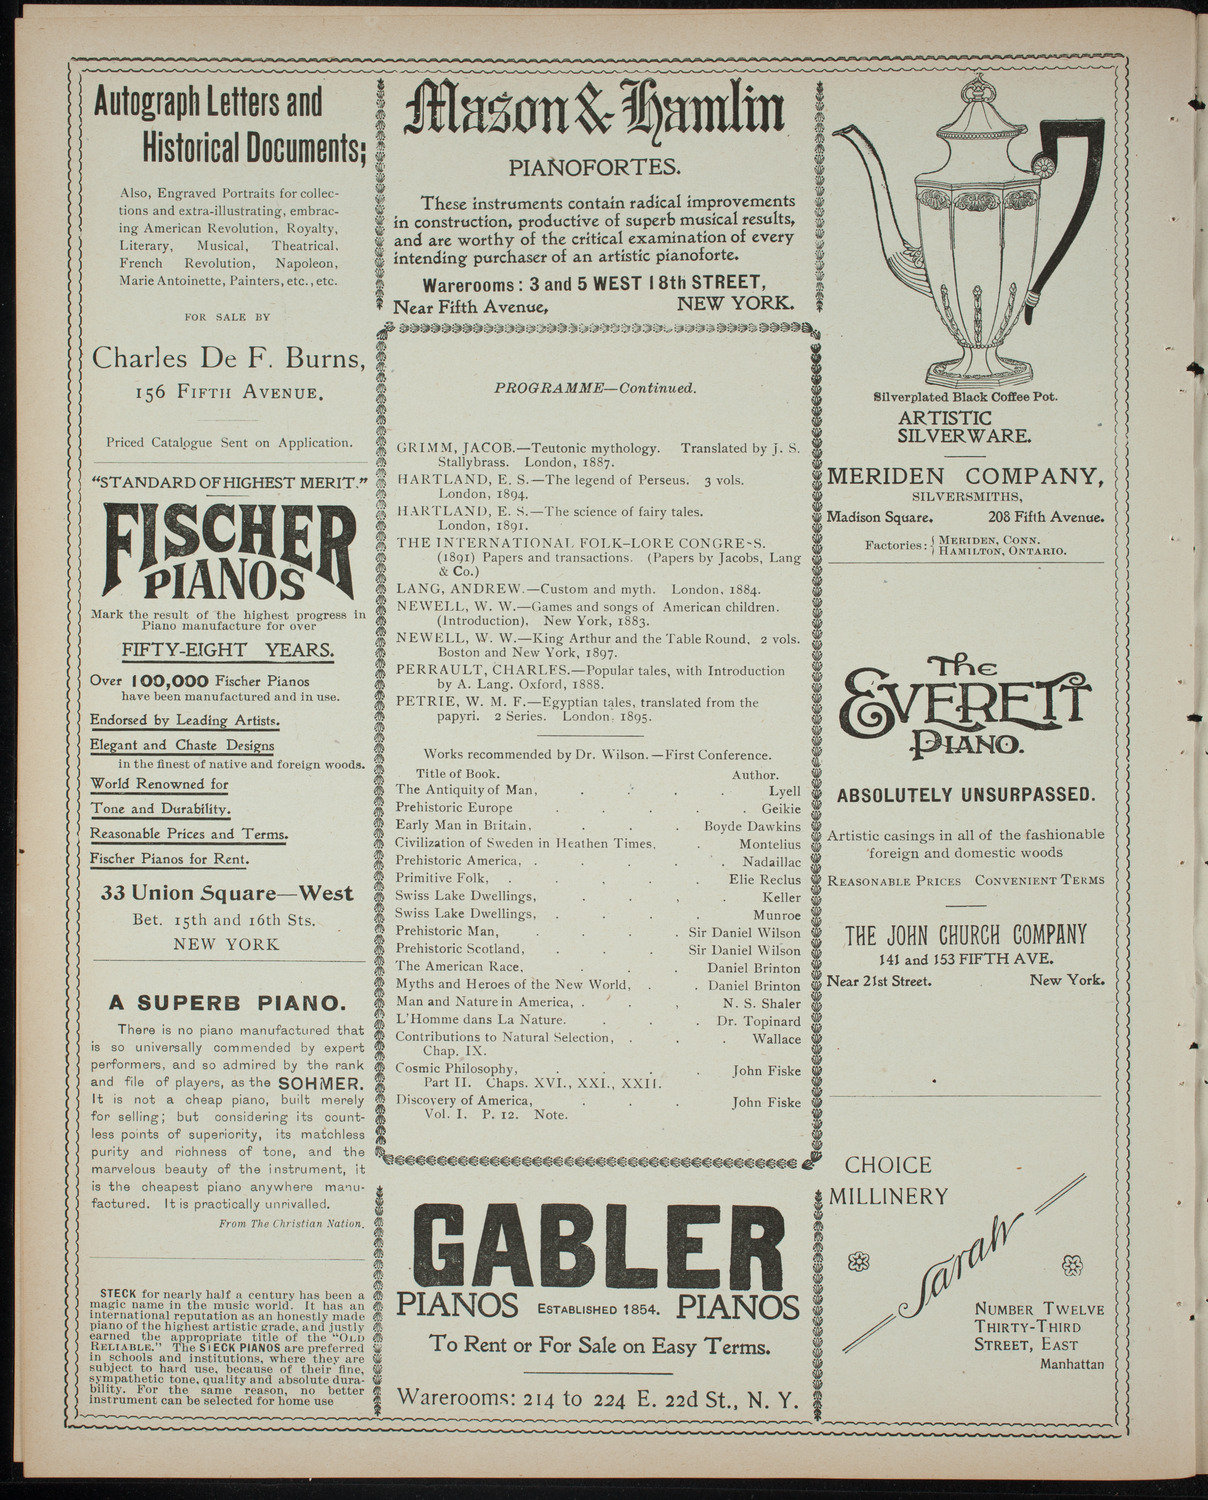 Autograph Letters and
Historical Documents;
Also, Engraved Portraits for collec-
tions and extra-illustrating, embrac-
ing American Revolution, Royalty,
Literary, Musical, Theatrical,
French Revolution, Napoleon,
Marie Antoinette, Painters, etc., etc.
FOR SALE BY
Charles De F. Burns,
156 FIFTH AVENUE.
Priced Catalogue Sent on Application.
"STANDARD OF HIGHEST MERIT."
FISCHER
PIANOS
Mark the result of the highest progress in
Piano manufacture for over
FIFTY-EIGHT YEARS.
Over 100,000 Fischer Pianos
have been manufactured and in use.
Endorsed by Leading Artists.
Elegant and Chaste Designs
in the finest of native and foreign woods.
World Renowned for
Tone and Durability.
Reasonable Prices and Terms.
Fischer Pianos for Rent.
33 Union Square—West
Bet. 15th and 16th Sts.
NEW YORK
A SUPERB PIANO.
There is no piano manufactured that
is so universally commended by expert
performers, and so admired by the rank
and file of players, as the SOHMER.
It is not a cheap piano, built merely
for selling; but considering its count-
less points of superiority, its matchless
purity and richness of tone, and the
marvelous beauty of the instrument, it
is the cheapest piano anywhere manu-
factured. It is practically unrivalled.
From The Christian Nation.
STECK for nearly half a century has been a
magic name in the music world. It has an
international reputation as an honestly made
piano of the highest artistic grade, and justly
earned the appropriate title of the "OLD
RELIABLE." The STECK PIANOS are preferred
in schools and institutions, where they are
subject to hard use, because of their fine,
sympathetic tone, quality and absolute dura-
bility. For the same reason, no better
instrument can be selected for home use
Mason & Hamlin
PIANOFORTES.
These instruments contain radical improvements
in construction, productive of superb musical results,
and are worthy of the critical examination of every
intending purchaser of an artistic pianoforte.
Warerooms: 3 and 5 WEST 18th STREET,
Near Fifth Avenue, NEW YORK.
PROGRAMME—Continued.
GRIMM, JACOB.—Teutonic mythology. Translated by J. S.
Stallybrass. London, 1887.
HARTLAND, E. S.—The legend of Perseus. 3 vols.
London, 1894.
HARTLAND, E. S.—The science of fairy tales.
London, 1891.
THE INTERNATIONAL FOLK-LORE CONGRESS.
(1891) Papers and transactions. (Papers by Jacobs, Lang
& Co.)
LANG, ANDREW.—Custom and myth. London, 1884.
NEWELL, W. W.—Games and songs of American children.
(Introduction), New York, 1883.
NEWELL, W. W.—King Arthur and the Table Round, 2 vols.
Boston and New York, 1897.
PERRAULT, CHARLES.—Popular tales, with Introduction
by A. Lang. Oxford, 1888.
PETRIE, W. M. F.—Egyptian tales, translated from the
papyri. 2 Series. London, 1895.
Works recommended by Dr. Wilson.—First Conference.
Title of Book. Author.
The Antiquity of Man, . . . . Lyell
Prehistoric Europe . . . . Geikie
Early Man in Britain, . . . Boyde Dawkins
Civilization of Sweden in Heathen Times, . Montelius
Prehistoric America, . . . . Nadaillac
Primitive Folk, . . . . Elie Reclus
Swiss Lake Dwellings, . . . . Keller
Swiss Lake Dwellings, . . . . Munroe
Prehistoric Man, . . . . Sir Daniel Wilson
Prehistoric Scotland, . . . Sir Daniel Wilson
The American Race, . . . Daniel Brinton
Myths and Heroes of the New World, . . Daniel Brinton
Man and Nature in America, . . . N. S. Shaler
L'Homme dans La Nature. . . . Dr. Topinard
Contributions to Natural Selection, . . . Wallace
Chap. IX.
Cosmic Philosophy, . . . . John Fiske
Part II. Chaps. XVI., XXI., XXII.
Discovery of America, . . . John Fiske
Vol. I. P. 12. Note.
GABLER
PIANOS ESTABLISHED 1854. PIANOS
To Rent or For Sale on Easy Terms.
Warerooms: 214 to 224 E. 22d St., N. Y.
Silverplated Black Coffee Pot.
ARTISTIC
SILVERWARE.
MERIDEN COMPANY,
SILVERSMITHS,
Madison Square. 208 Fifth Avenue.
Factories: { MERIDEN, CONN.
HAMILTON, ONTARIO.
The
EVERETT
PIANO.
ABSOLUTELY UNSURPASSED.
Artistic casings in all of the fashionable
foreign and domestic woods
REASONABLE PRICES CONVENIENT TERMS
THE JOHN CHURCH COMPANY
141 and 153 FIFTH AVE.
Near 21st Street. New York.
CHOICE
MILLINERY
Sarah
NUMBER TWELVE
THIRTY-THIRD
STREET, EAST
Manhattan